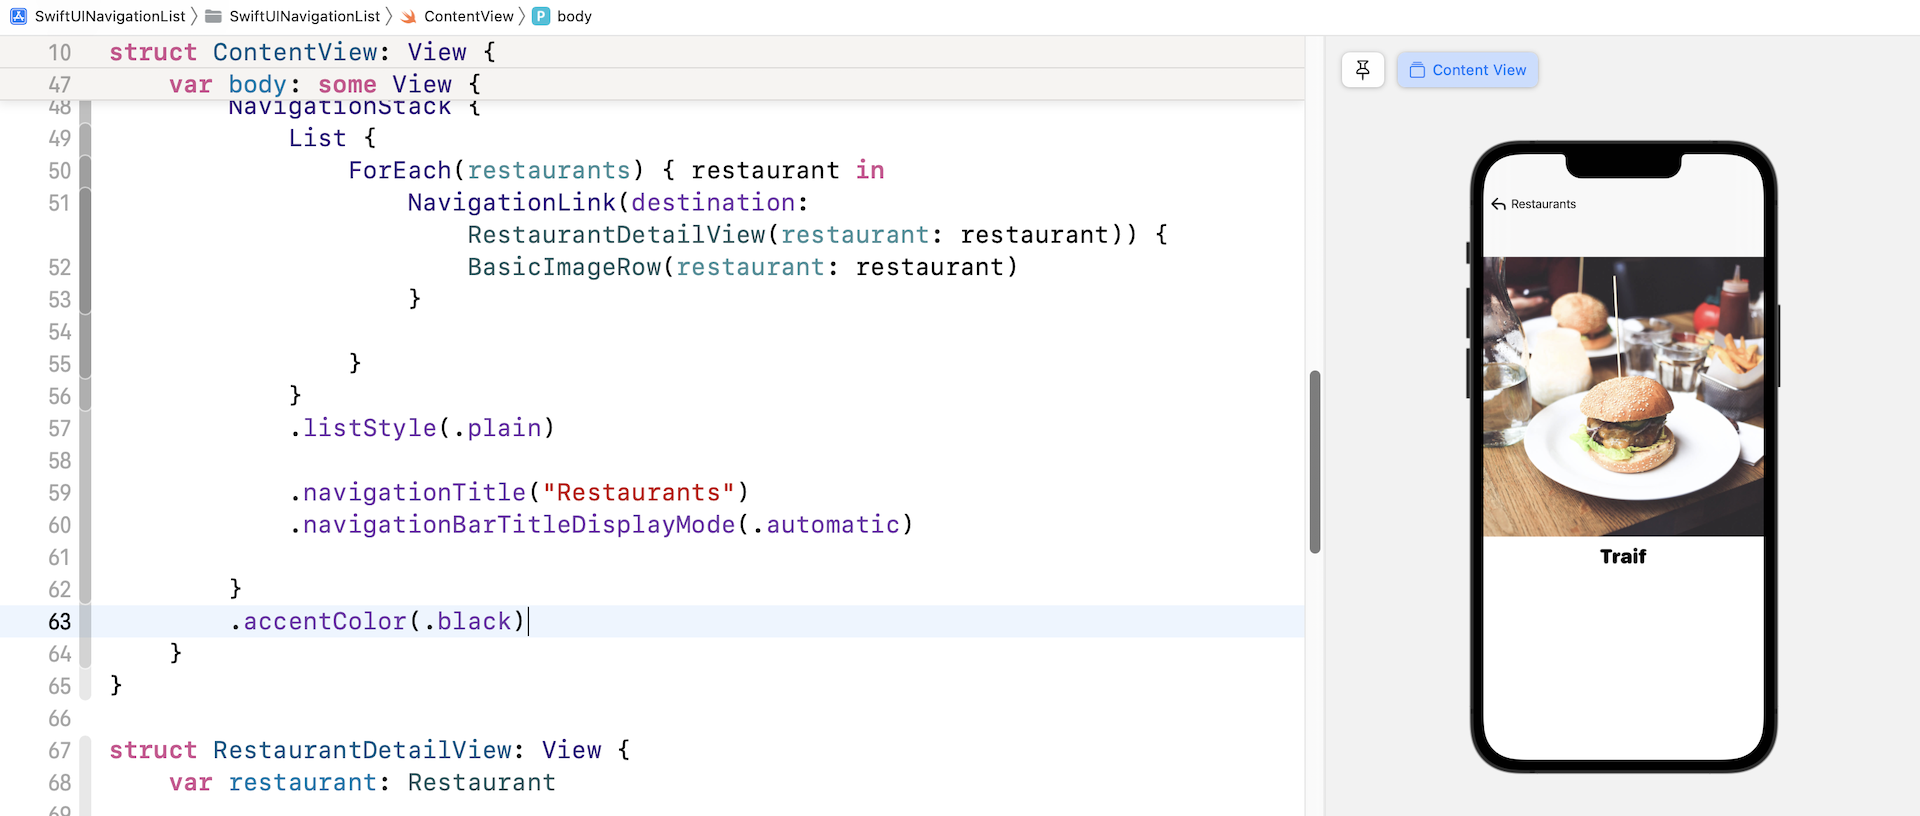 SwiftUINavigationList 〉 SwiftUINavigationList 〉 ContentView 〉 P body
10 struct ContentView: View {
47 var body: some View {
48 NavigationStack {
49 List {
50 ForEach(restaurants) { restaurant in
51 NavigationLink(destination:
RestaurantDetailView(restaurant: restaurant)) {
52 BasicImageRow(restaurant: restaurant)
53 }
54
55 }
56 }
57 .listStyle(.plain)
58
59 .navigationTitle("Restaurants")
60 .navigationBarTitleDisplayMode(.automatic)
61
62 }
63 .accentColor(.black)
64 }
65 }
66
67 struct RestaurantDetailView: View {
68 var restaurant: Restaurant
69
Content View
Restaurants
Traif